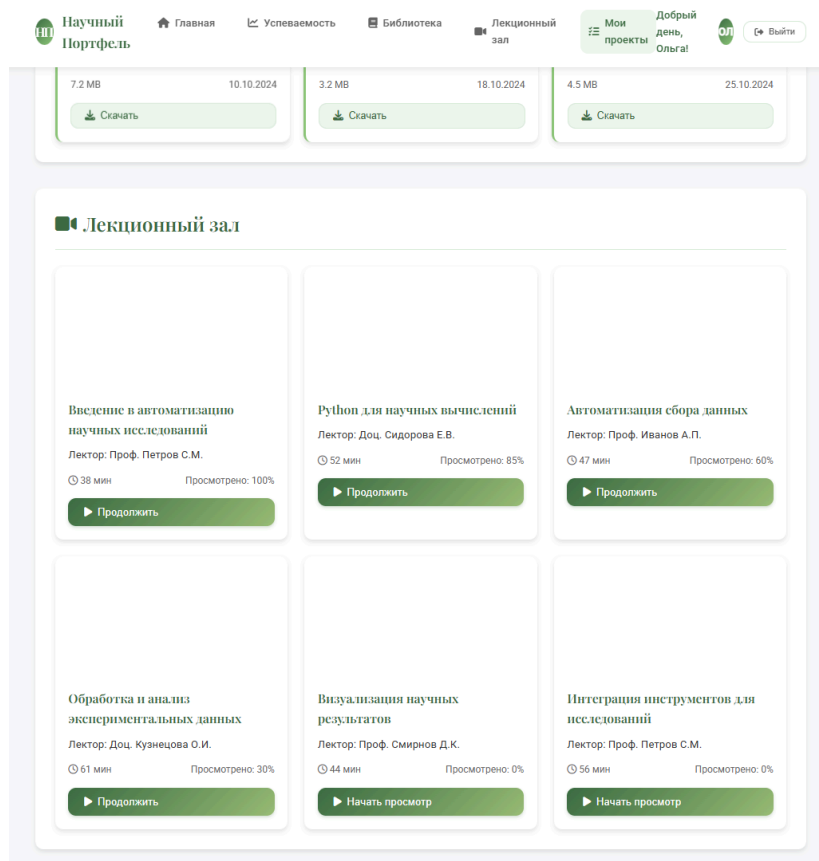 НП
Научный
Портфель
Главная
Успеваемость
Библиотека
Лекционный
зал
Мои
проекты
Добрый
день,
Ольга!
ОЛ
Выйти
7.2 MB 10.10.2024
Скачать
3.2 MB 18.10.2024
Скачать
4.5 MB 25.10.2024
Скачать
Лекционный зал
Введение в автоматизацию
научных исследований
Лектор: Проф. Петров С.М.
38 мин Просмотрено: 100%
Продолжить
Python для научных вычислений
Лектор: Доц. Сидорова Е.В.
52 мин Просмотрено: 85%
Продолжить
Автоматизация сбора данных
Лектор: Проф. Иванов А.П.
47 мин Просмотрено: 60%
Продолжить
Обработка и анализ
экспериментальных данных
Лектор: Доц. Кузнецова О.И.
61 мин Просмотрено: 30%
Продолжить
Визуализация научных
результатов
Лектор: Проф. Смирнов Д.К.
44 мин Просмотрено: 0%
Начать просмотр
Интеграция инструментов для
исследований
Лектор: Проф. Петров С.М.
56 мин Просмотрено: 0%
Начать просмотр